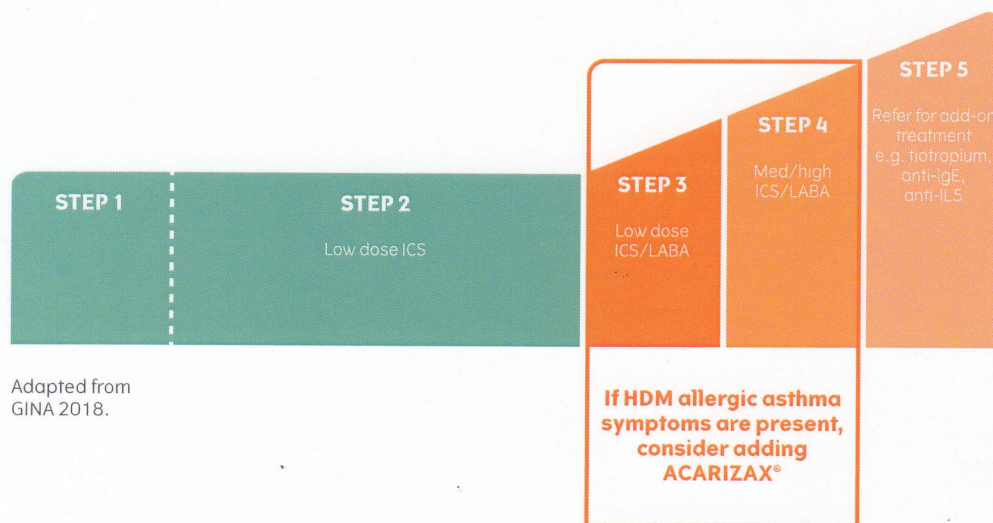 STEP 1
STEP 2
Low dose ICS
STEP 3
Low dose
ICS/LABA
STEP 4
Med/high
ICS/LABA
STEP 5
Refer for add-on
treatment
e.g. tiotropium,
anti-IgE,
anti-IL5
Adapted from
GINA 2018.
If HDM allergic asthma
symptoms are present,
consider adding
ACARIZAX®